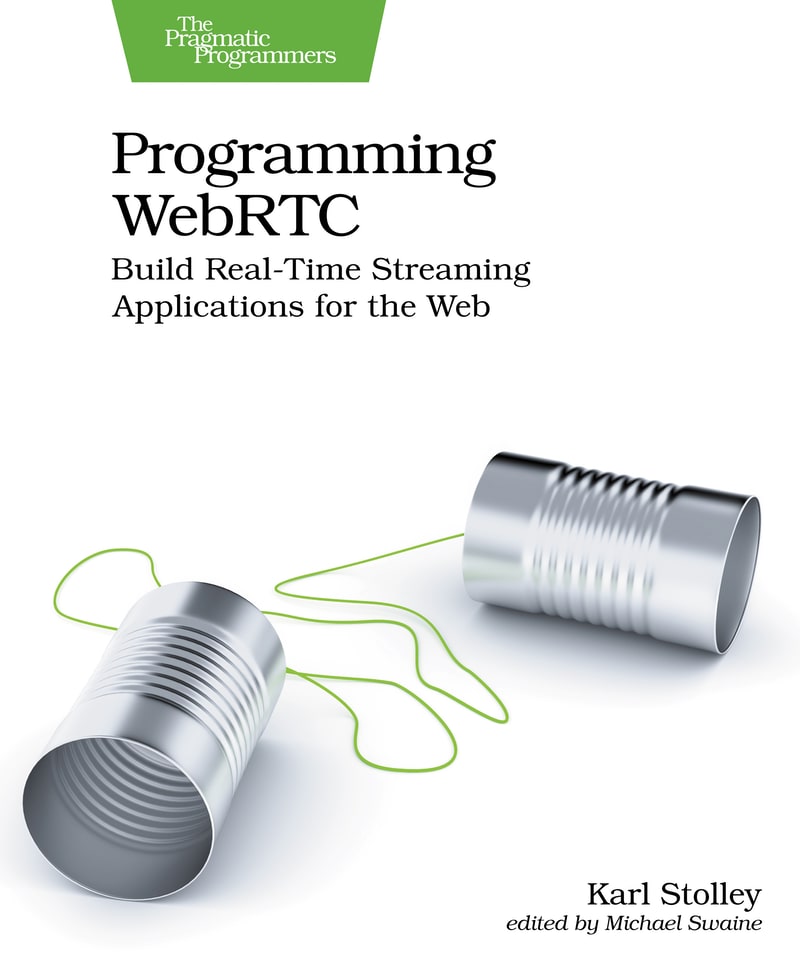 The
Pragmatic
Programmers
Programming
WebRTC
Build Real-Time Streaming
Applications for the Web
Karl Stolley
edited by Michael Swaine